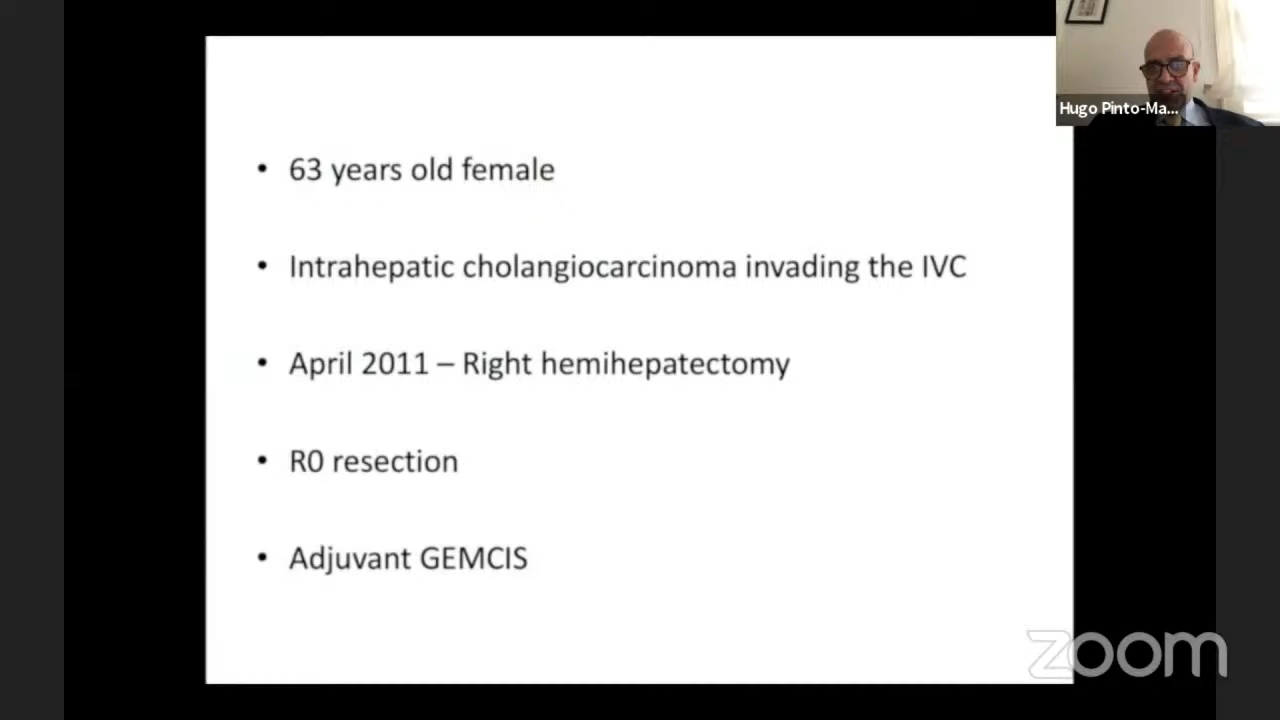 Hugo Pinto-Ma...
• 63 years old female
• Intrahepatic cholangiocarcinoma invading the IVC
• April 2011 – Right hemihepatectomy
• R0 resection
• Adjuvant GEMCIS
zoom